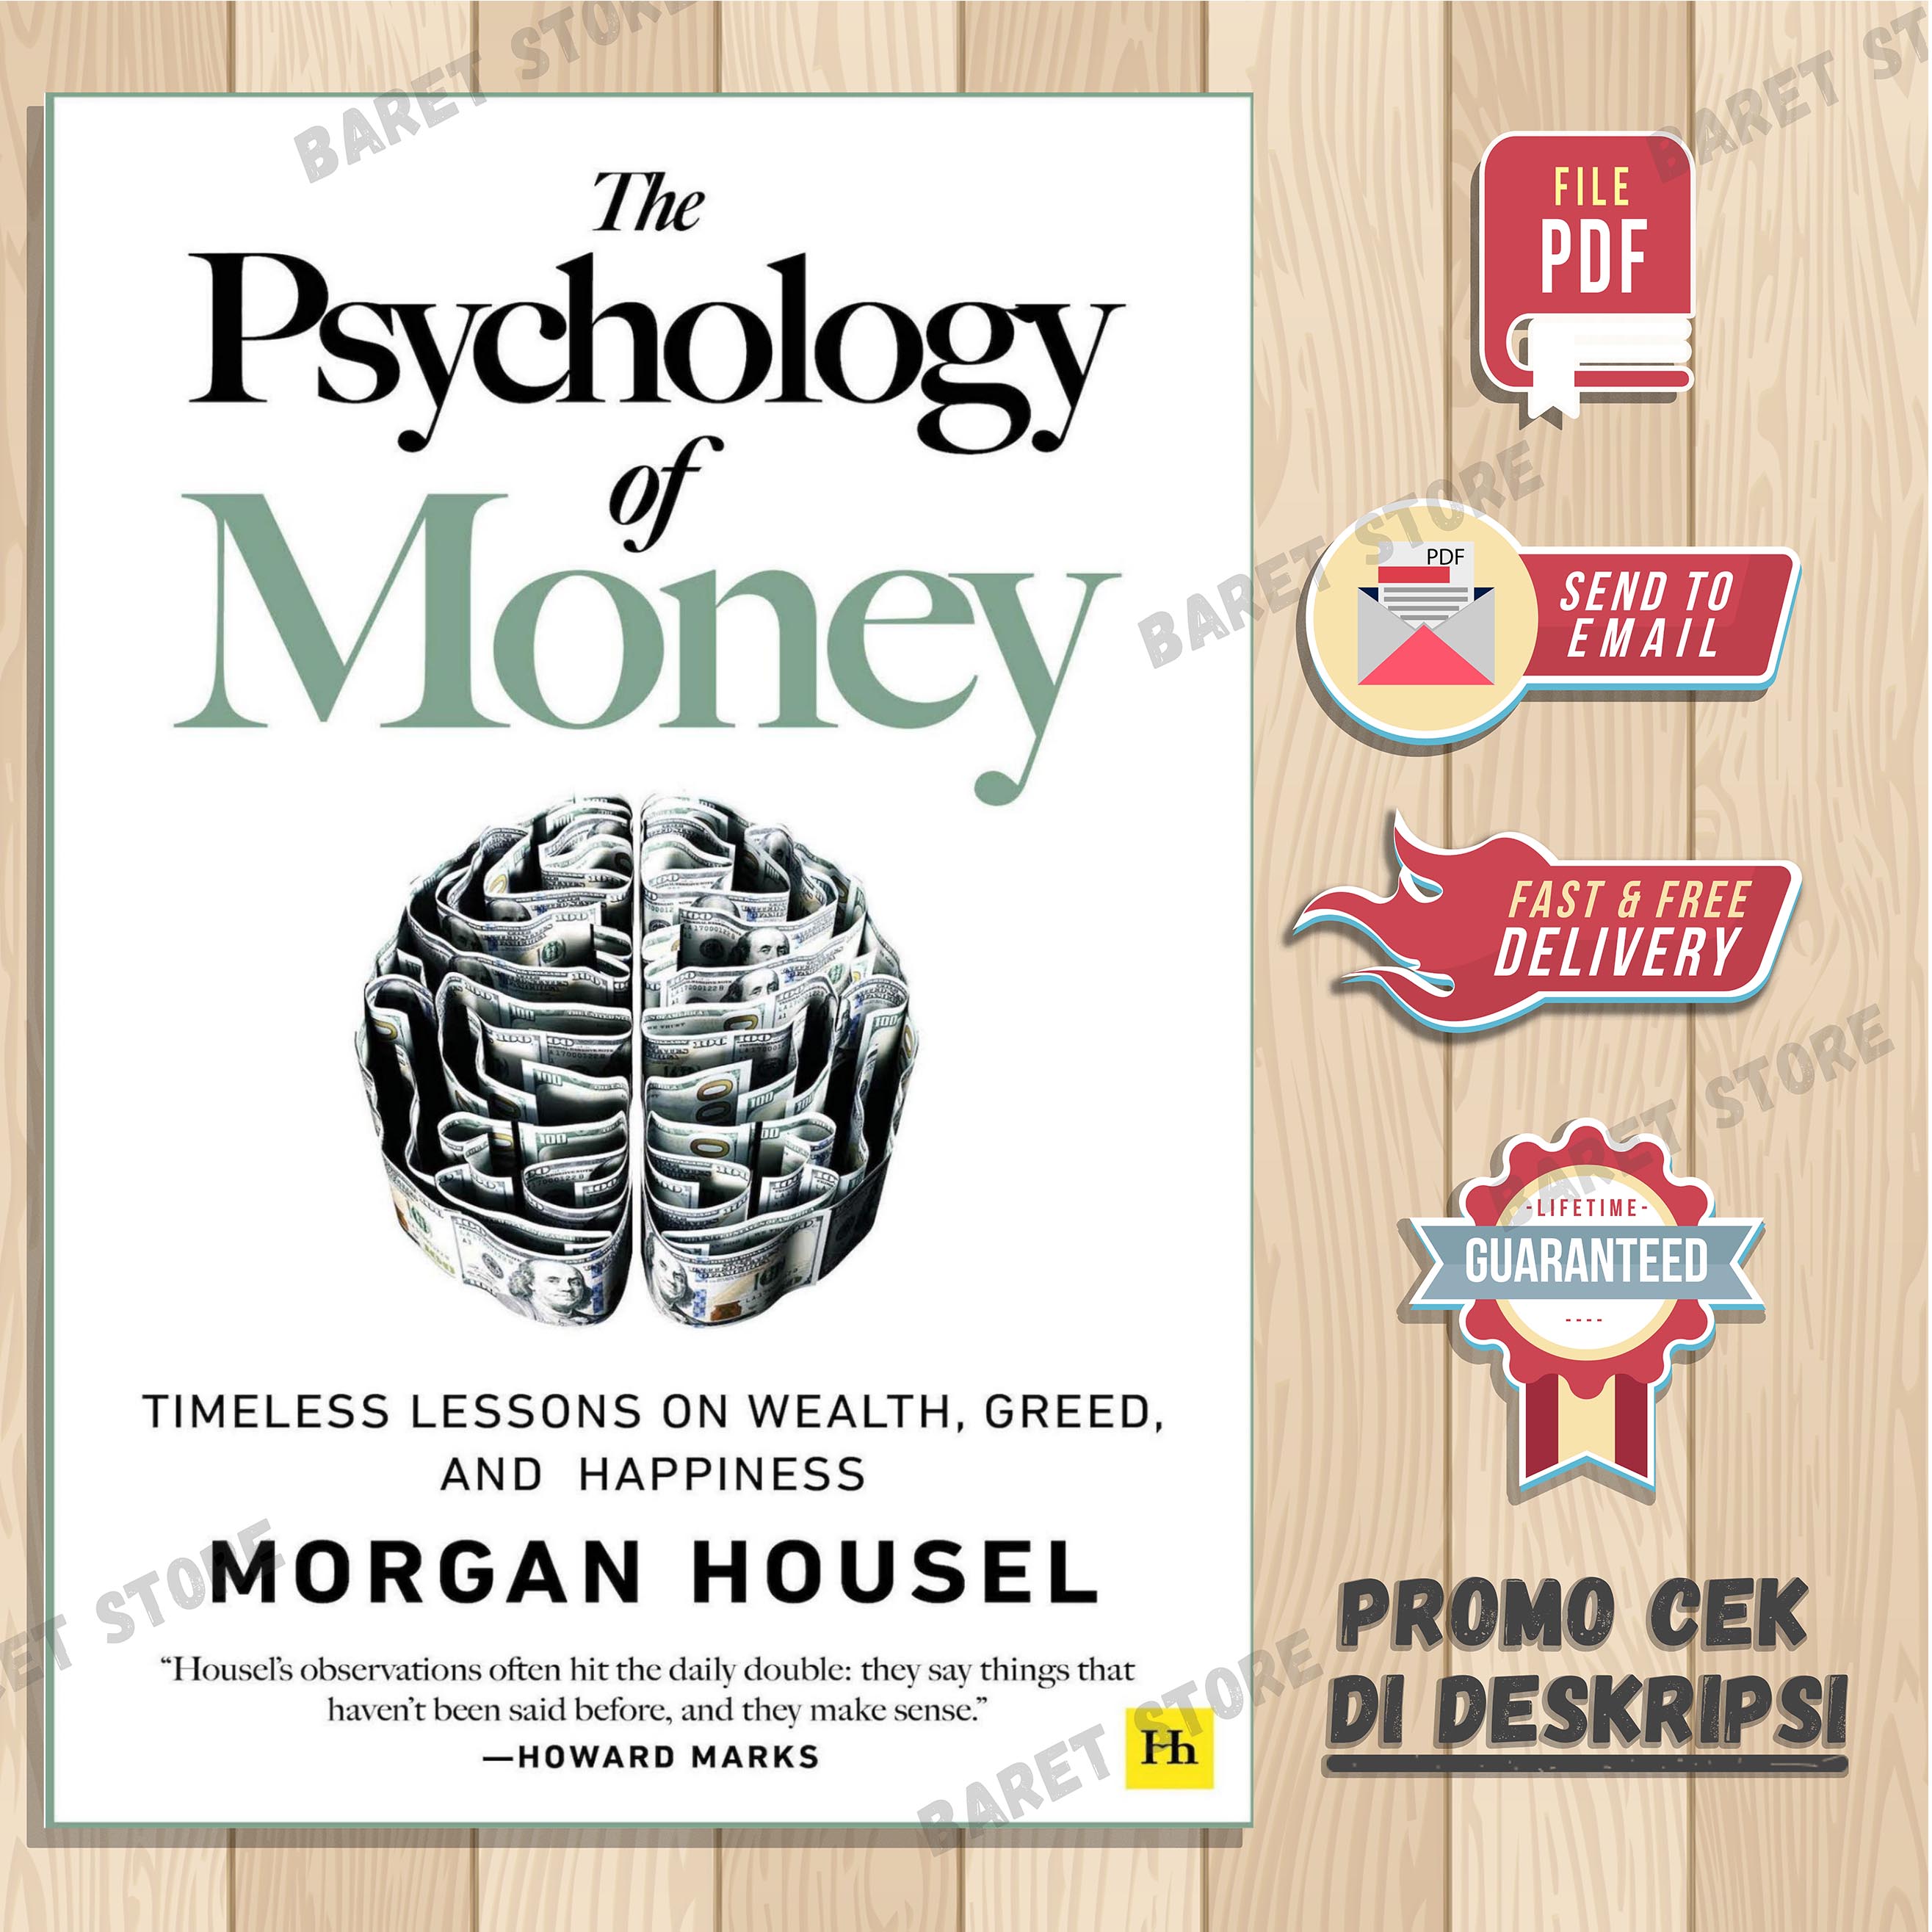 The
Psychology
of
Money
TIMELESS LESSONS ON WEALTH, GREED,
AND HAPPINESS
MORGAN HOUSEL
“Housel’s observations often hit the daily double: they say things that
haven’t been said before, and they make sense.”
—HOWARD MARKS
Hh
FILE
PDF
PDF
SEND TO
EMAIL
FAST & FREE
DELIVERY
-LIFETIME-
GUARANTEED
----
PROMO CEK
DI DESKRIPSI
BARET STORE
BARET STORE
BARET STORE
BARET STORE
BARET STORE
BARET STORE